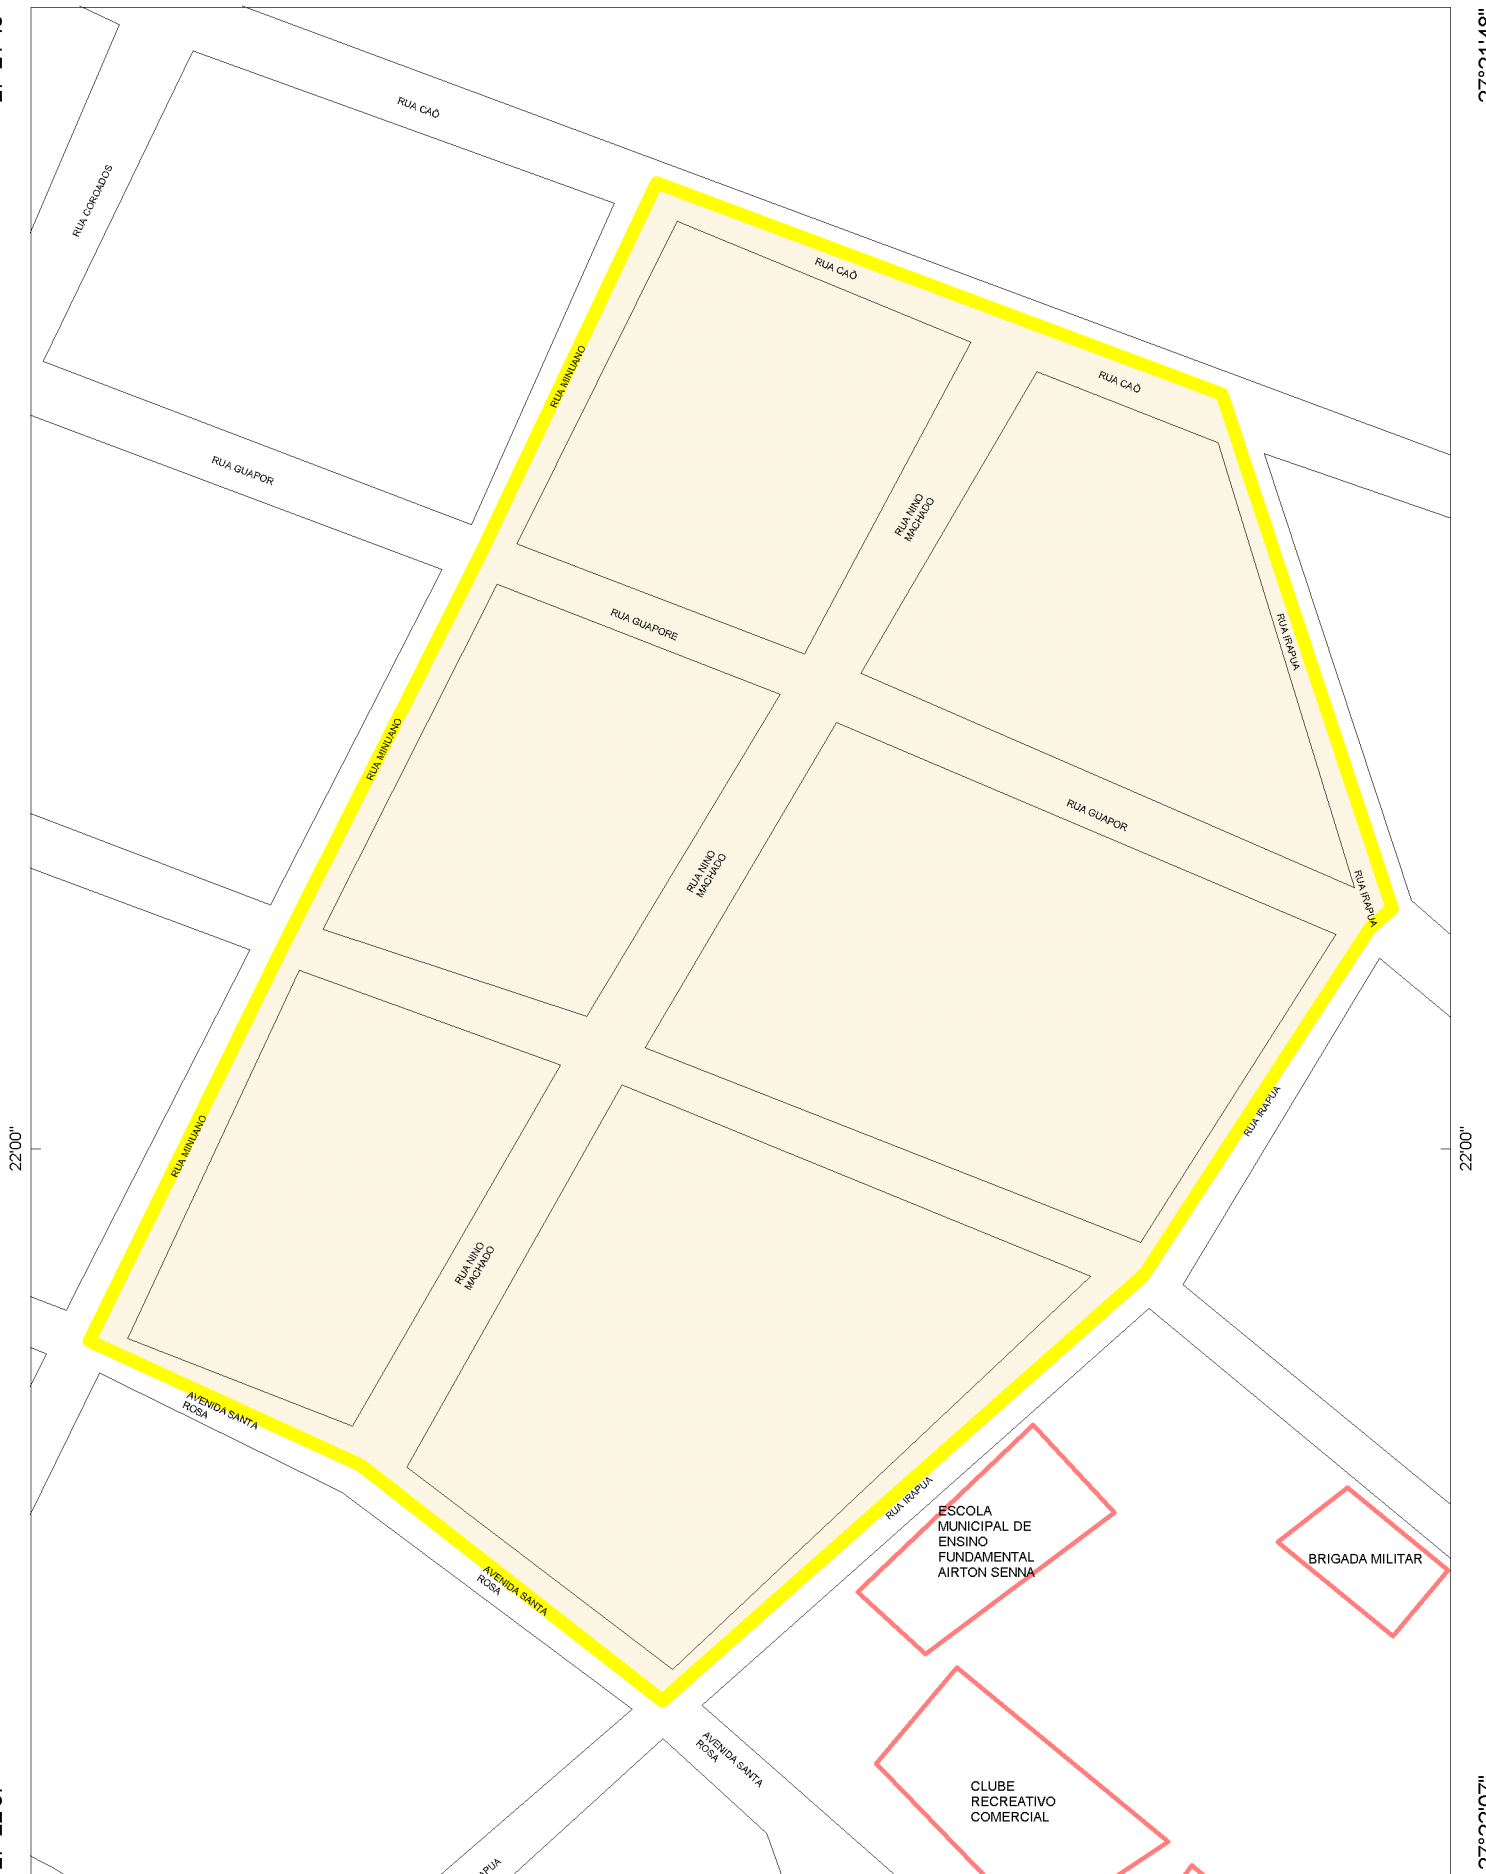 RUA CAÕ
RUA COROADOS
RUA CAÕ
RUA MINUANO
RUA CAÕ
RUA GUAPOR
RUA NINO
MACHADO
RUA GUAPORE
RUA IRAPUA
RUA MINUANO
RUA GUAPOR
RUA NINO
MACHADO
RUA IRAPUA
RUA IRAPUA
RUA MINUANO
22'00"
22'00"
RUA NINO
MACHADO
AVENIDA SANTA
ROSA
RUA IRAPUA
ESCOLA
MUNICIPAL DE
ENSINO
FUNDAMENTAL
AIRTON SENNA
BRIGADA MILITAR
AVENIDA SANTA
ROSA
AVENIDA SANTA
ROSA
CLUBE
RECREATIVO
COMERCIAL
APUA